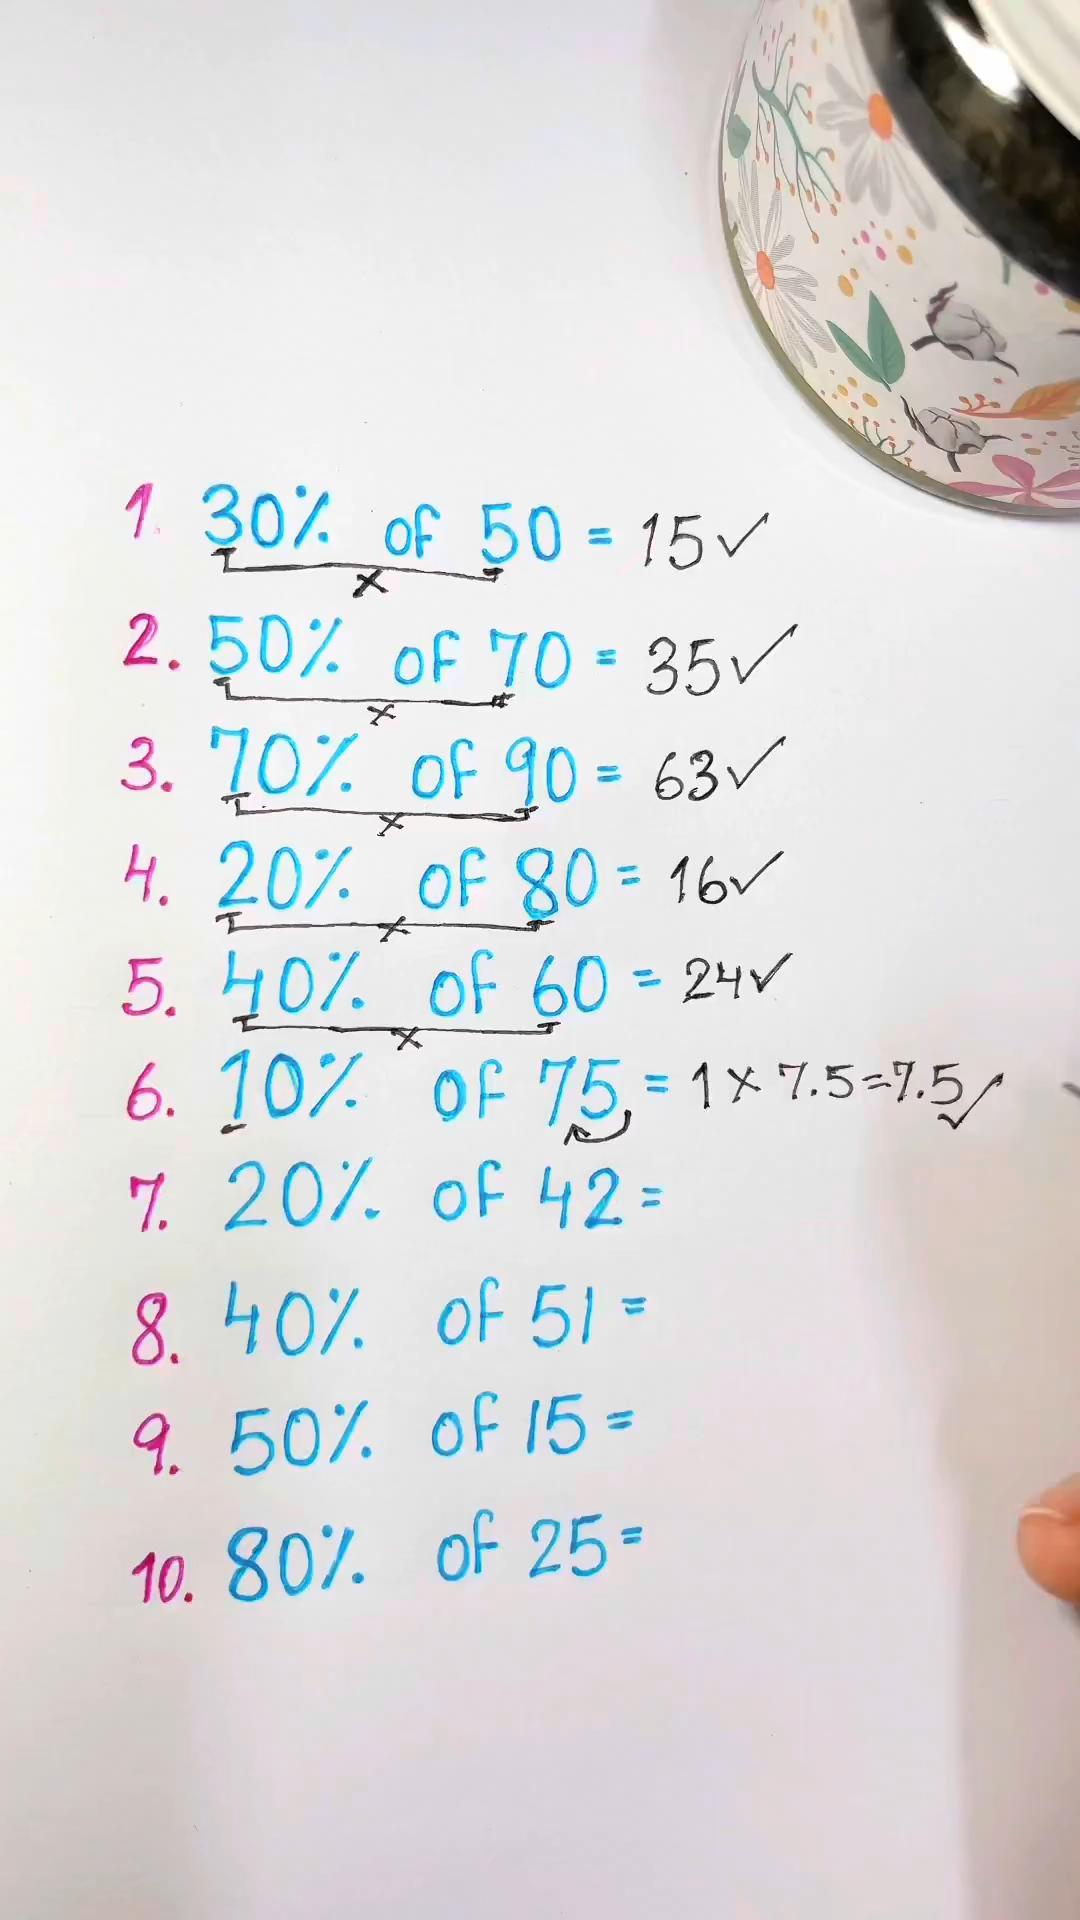 1. 30% of 50 = 15✓
×
2. 50% of 70 = 35✓
×
3. 70% of 90 = 63✓
×
4. 20% of 80 = 16✓
×
5. 40% of 60 = 24✓
×
6. 10% of 75 = 1 × 7.5=7.5✓
7. 20% of 42 =
8. 40% of 51 =
9. 50% of 15 =
10. 80% of 25 =